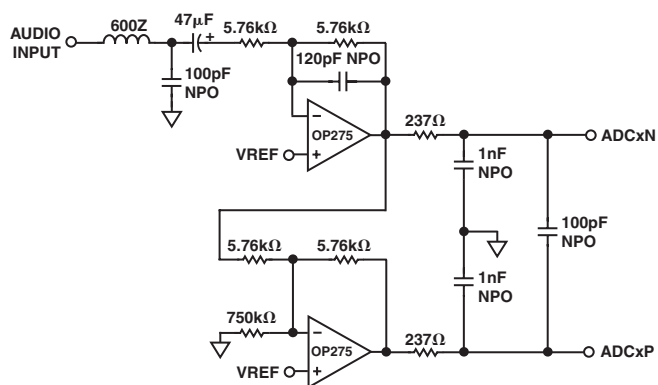 AUDIO
INPUT
600Z
100pF
NPO
47μF
+
5.76kΩ
5.76kΩ
120pF NPO
–
OP275
+
VREF
237Ω
ADCxN
1nF
NPO
100pF
NPO
1nF
NPO
5.76kΩ
5.76kΩ
750kΩ
–
OP275
+
VREF
237Ω
ADCxP